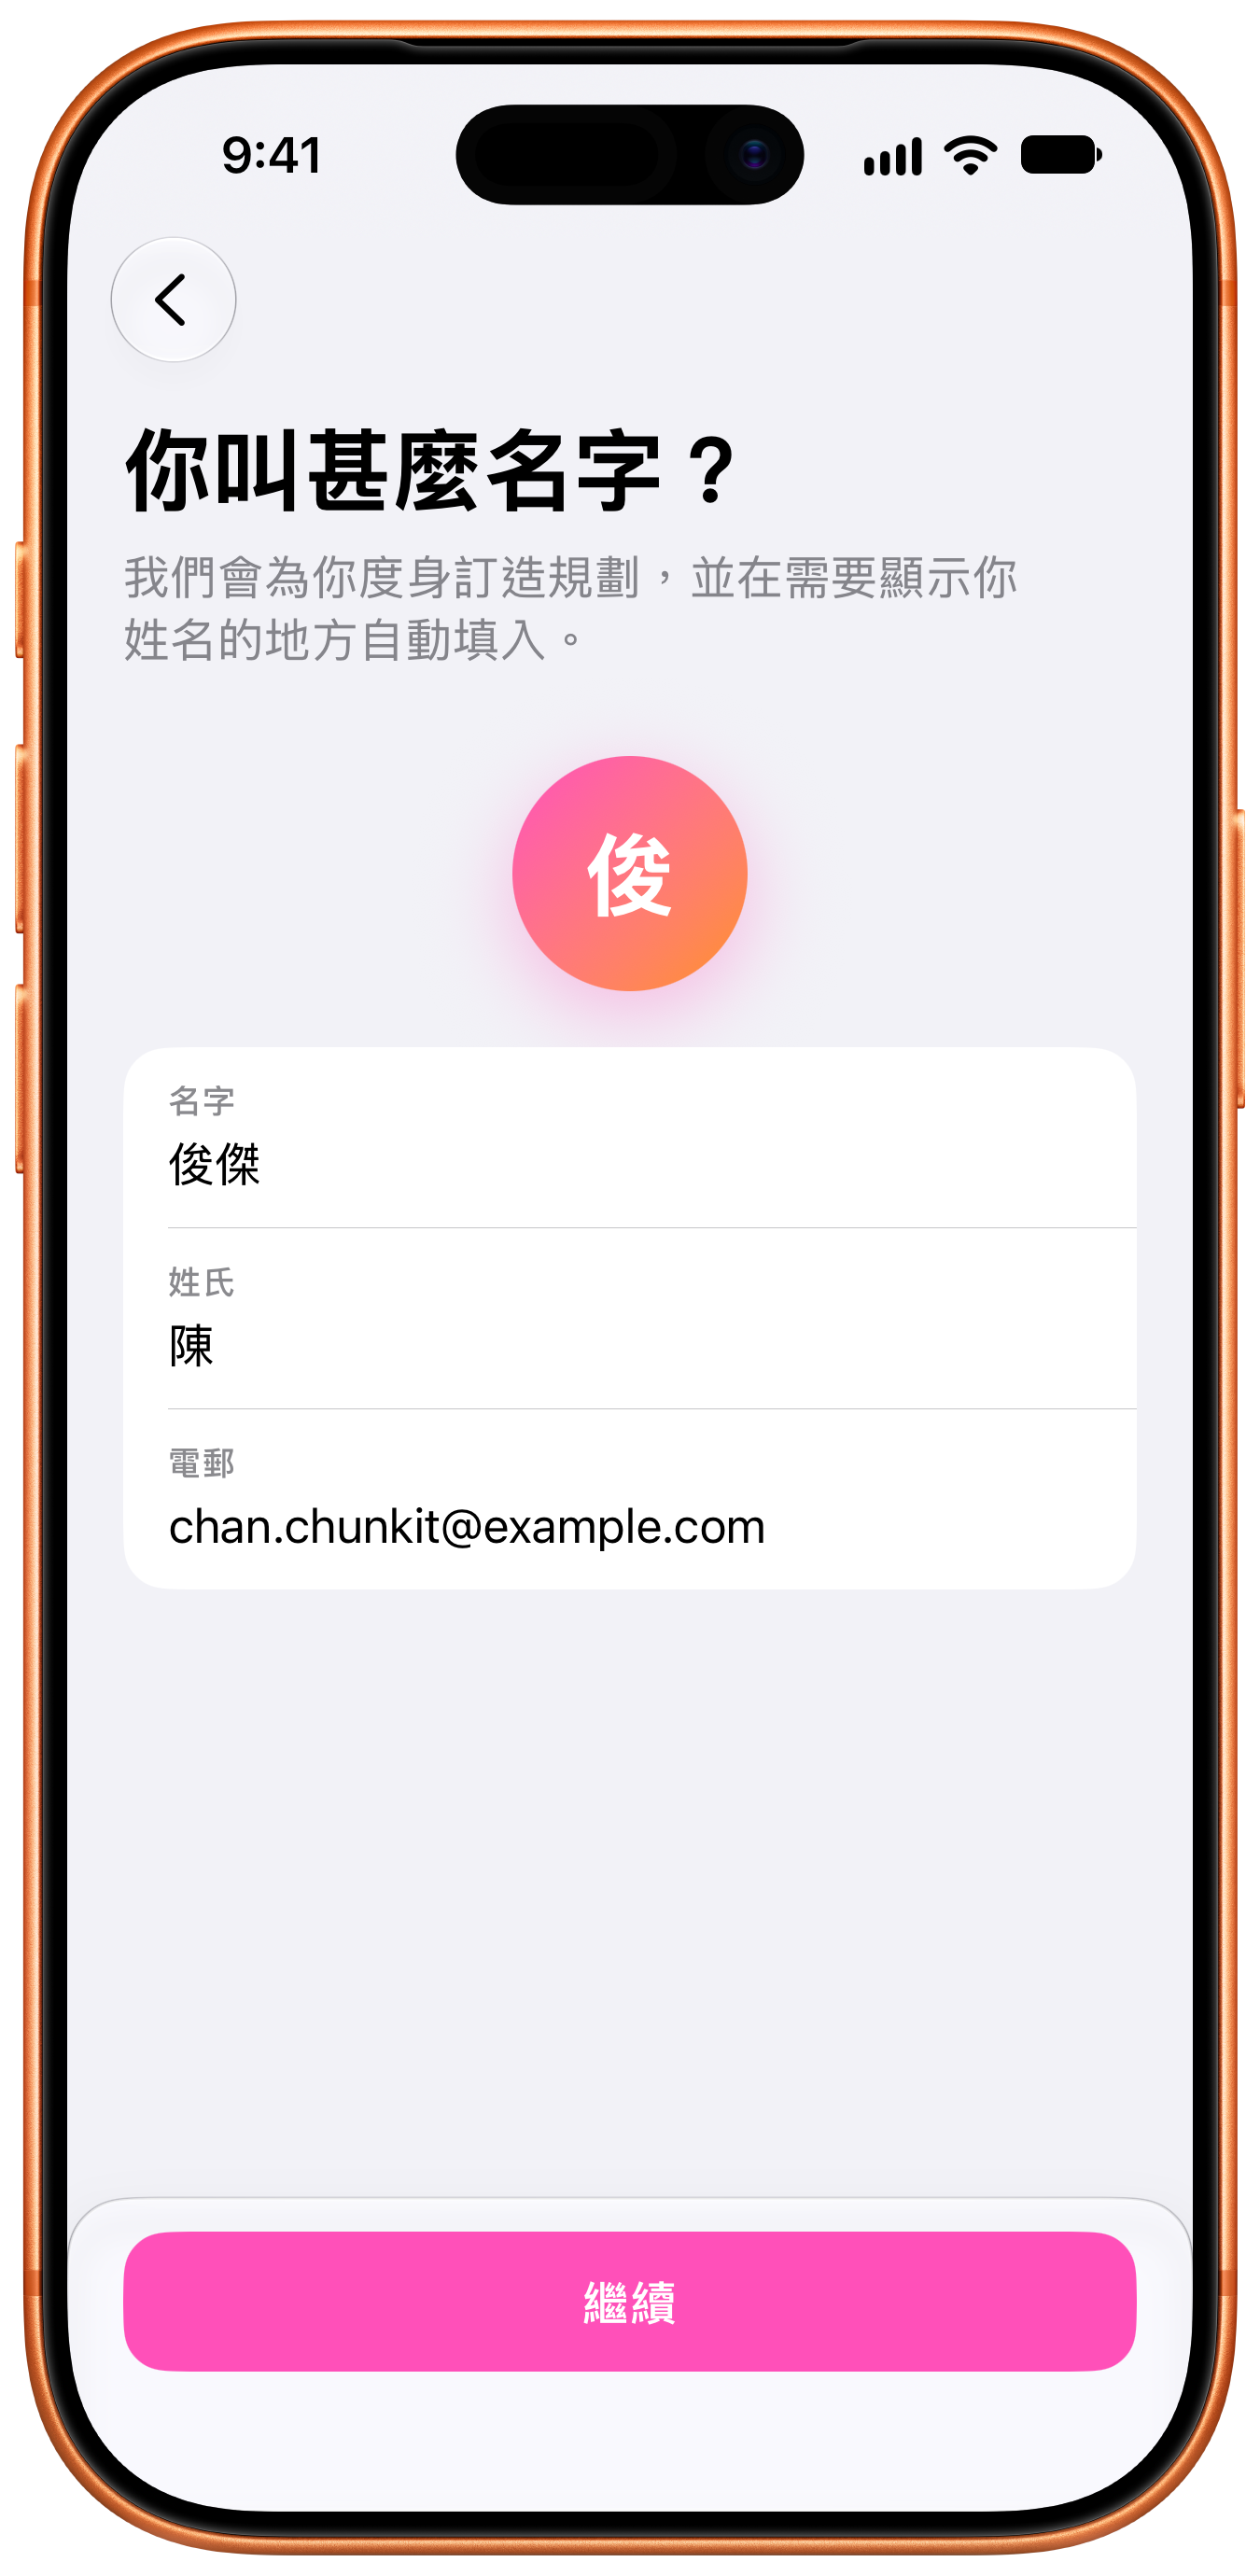 9:41
你叫甚麼名字？
我們會為你度身訂造規劃，並在需要顯示你
姓名的地方自動填入。
俊
名字
俊傑
姓氏
陳
電郵
chan.chunkit@example.com
繼續